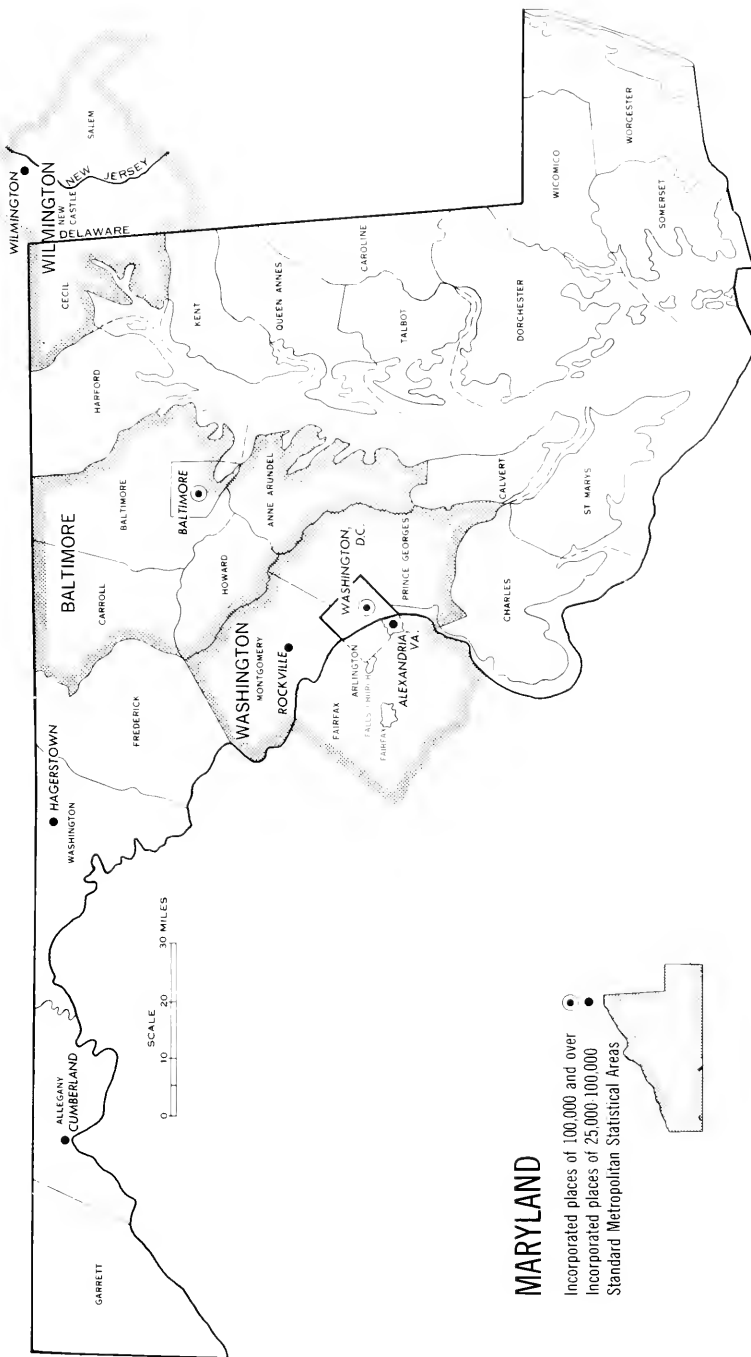 MARYLAND
Incorporated places of 100,000 and over
Incorporated places of 25,000-100,000
Standard Metropolitan Statistical Areas
SCALE
0 10 20 30 MILES
GARRETT
ALLEGANY
CUMBERLAND
HAGERSTOWN
WASHINGTON
FREDERICK
BALTIMORE
CARROLL
BALTIMORE
BALTIMORE
HARFORD
CECIL
WILMINGTON
WILMINGTON
NEW CASTLE
DELAWARE
NEW JERSEY
SALEM
HOWARD
ANNE ARUNDEL
KENT
QUEEN ANNES
WASHINGTON
MONTGOMERY
ROCKVILLE
WASHINGTON,
D.C.
PRINCE GEORGES
FAIRFAX
ARLINGTON
FALLS CHURCH
FAIRFAX
ALEXANDRIA,
VA.
CHARLES
CALVERT
ST MARYS
TALBOT
CAROLINE
DORCHESTER
WICOMICO
SOMERSET
WORCESTER